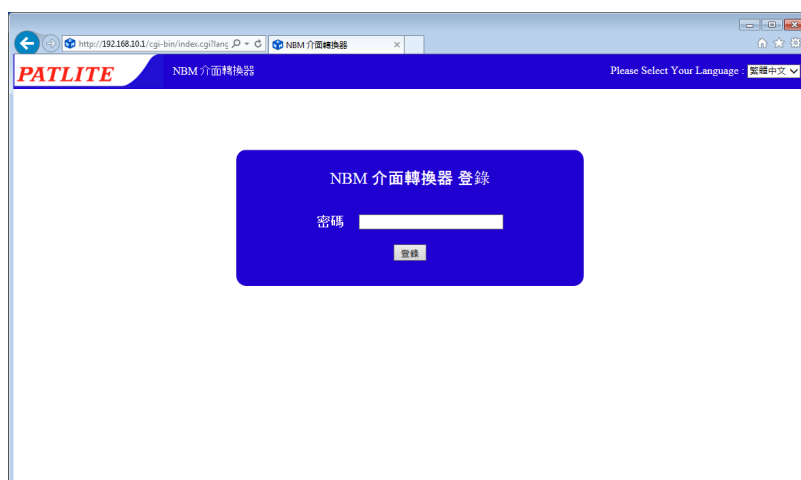 http://192.168.10.1/cgi-bin/index.cgi?lang
NBM 介面轉換器
PATLITE
NBM 介面轉換器
Please Select Your Language : 繁體中文
NBM 介面轉換器 登錄
密碼
登錄